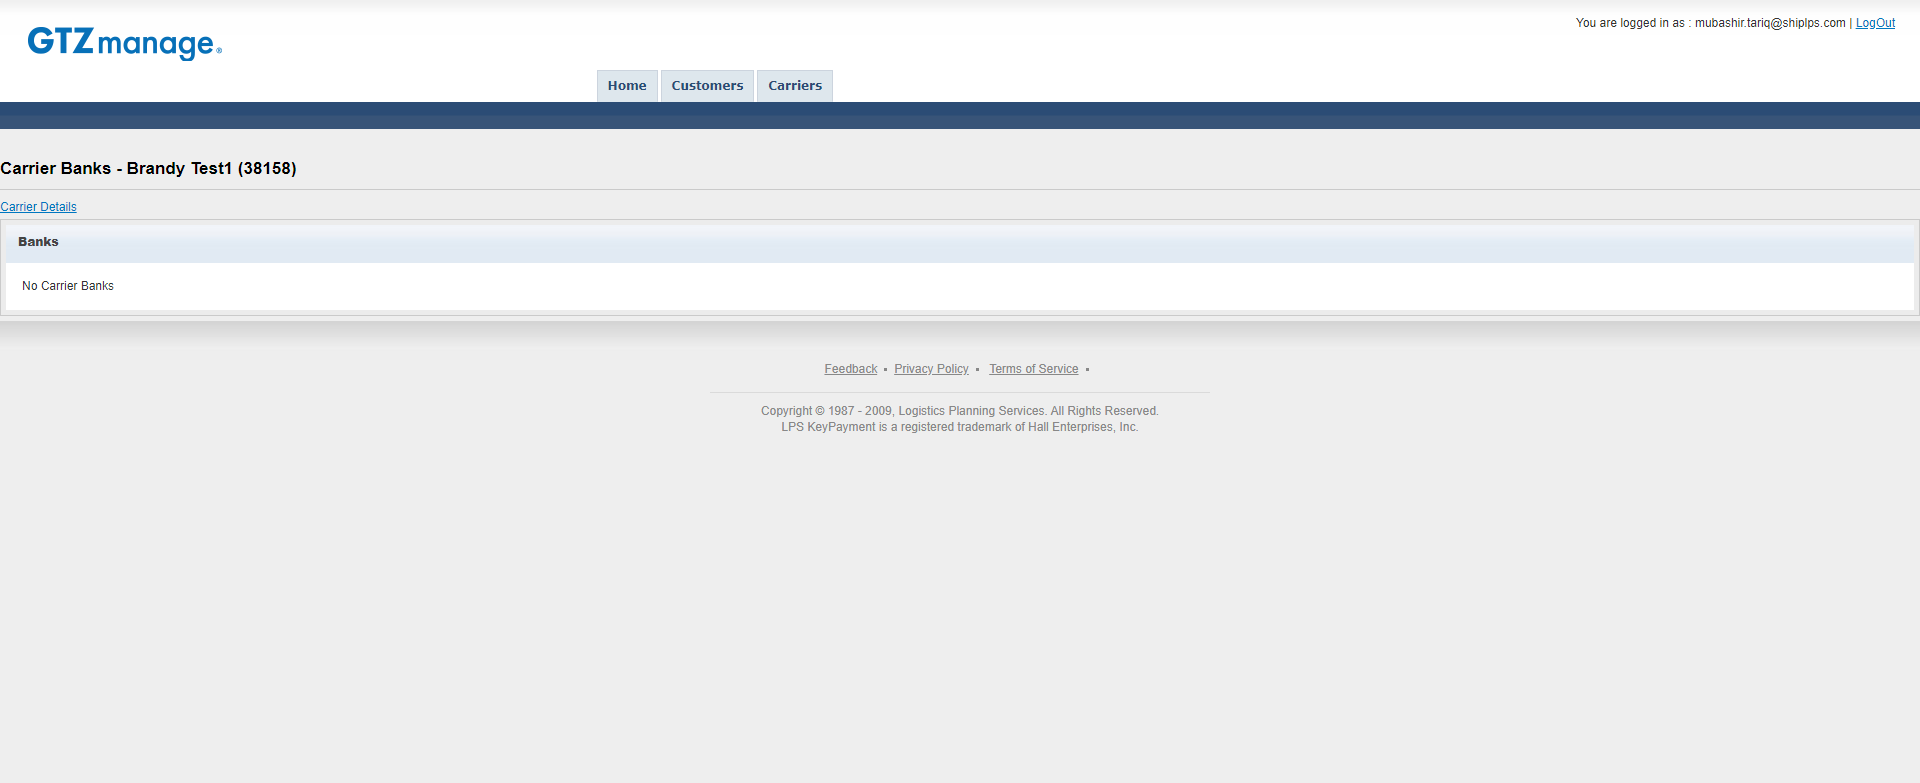 You are logged in as : mubashir.tariq@shiplps.com | LogOut
GTZmanage®
Home Customers Carriers
Carrier Banks - Brandy Test1 (38158)
Carrier Details
Banks
No Carrier Banks
Feedback ▪ Privacy Policy ▪ Terms of Service ▪
Copyright © 1987 - 2009, Logistics Planning Services. All Rights Reserved.
LPS KeyPayment is a registered trademark of Hall Enterprises, Inc.